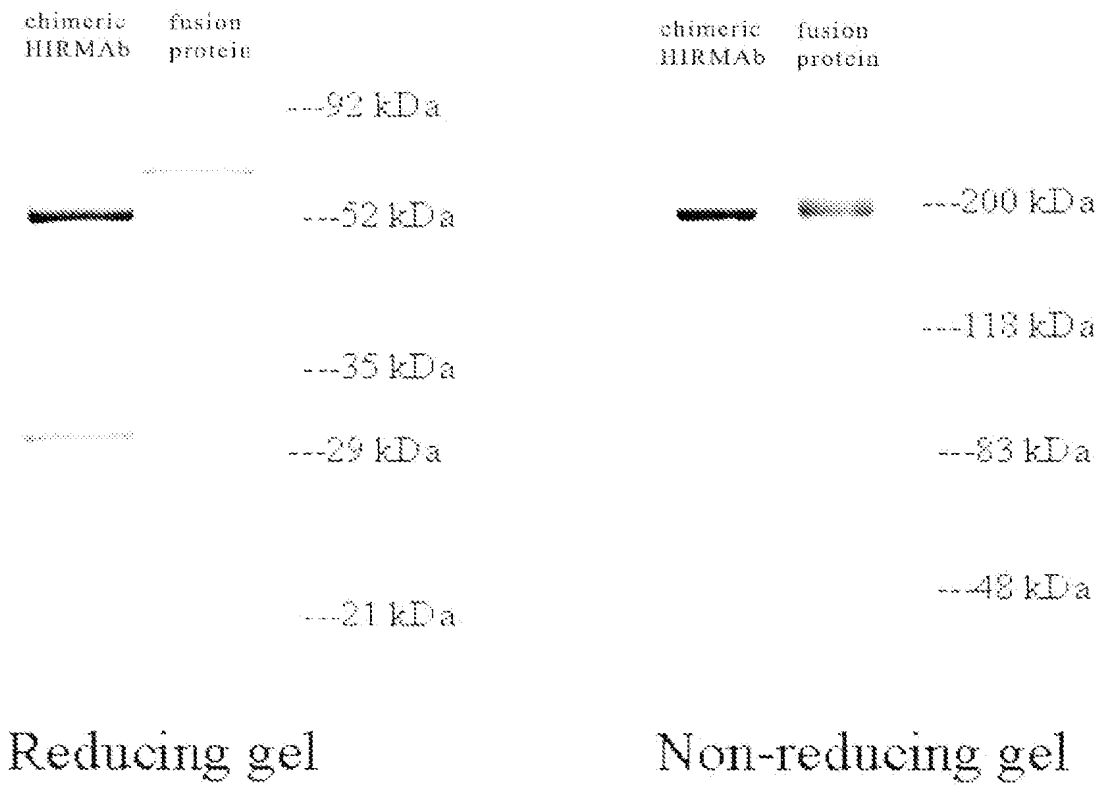 chimeric
HIRMAb
fusion
protein
---92 kDa
---52 kDa
---35 kDa
---29 kDa
---21 kDa
Reducing gel
chimeric
HIRMAb
fusion
protein
---200 kDa
---118 kDa
---83 kDa
---48 kDa
Non-reducing gel